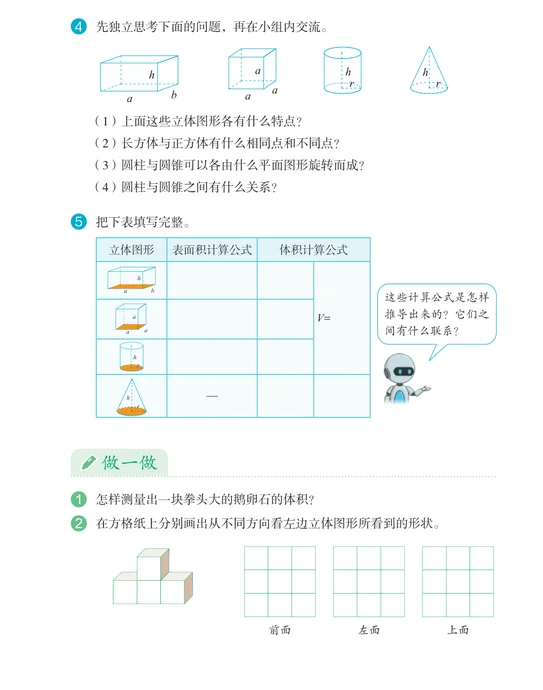 4 先独立思考下面的问题，再在小组内交流。
h a b
a a a
h r
h r
（1）上面这些立体图形各有什么特点？
（2）长方体与正方体有什么相同点和不同点？
（3）圆柱与圆锥可以各由什么平面图形旋转而成？
（4）圆柱与圆锥之间有什么关系？
5 把下表填写完整。
立体图形 表面积计算公式 体积计算公式
h a b
a a a
h
h —
V=
这些计算公式是怎样
推导出来的？它们之
间有什么联系？
做一做
1 怎样测量出一块拳头大的鹅卵石的体积？
2 在方格纸上分别画出从不同方向看左边立体图形所看到的形状。
前面 左面 上面